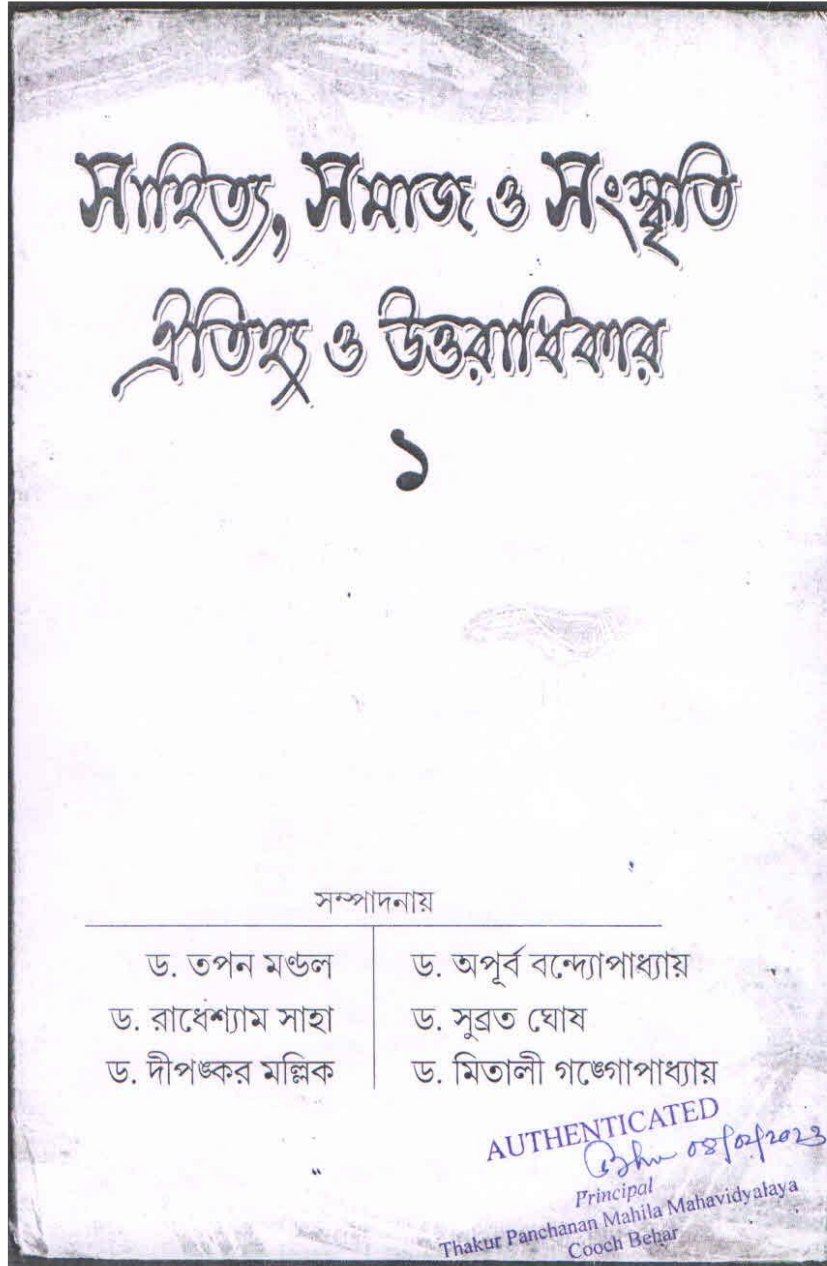 সাহিত্য, সমাজ ও সংস্কৃতি
ঐতিহ্য ও উত্তরাধিকার
১
সম্পাদনায়
ড. তপন মণ্ডল
ড. রাধেশ্যাম সাহা
ড. দীপঙ্কর মল্লিক
ড. অপূর্ব বন্দ্যোপাধ্যায়
ড. সুব্রত ঘোষ
ড. মিতালী গঙ্গোপাধ্যায়
AUTHENTICATED
08/02/2023
Principal
Thakur Panchanan Mahila Mahavidyalaya
Cooch Behar